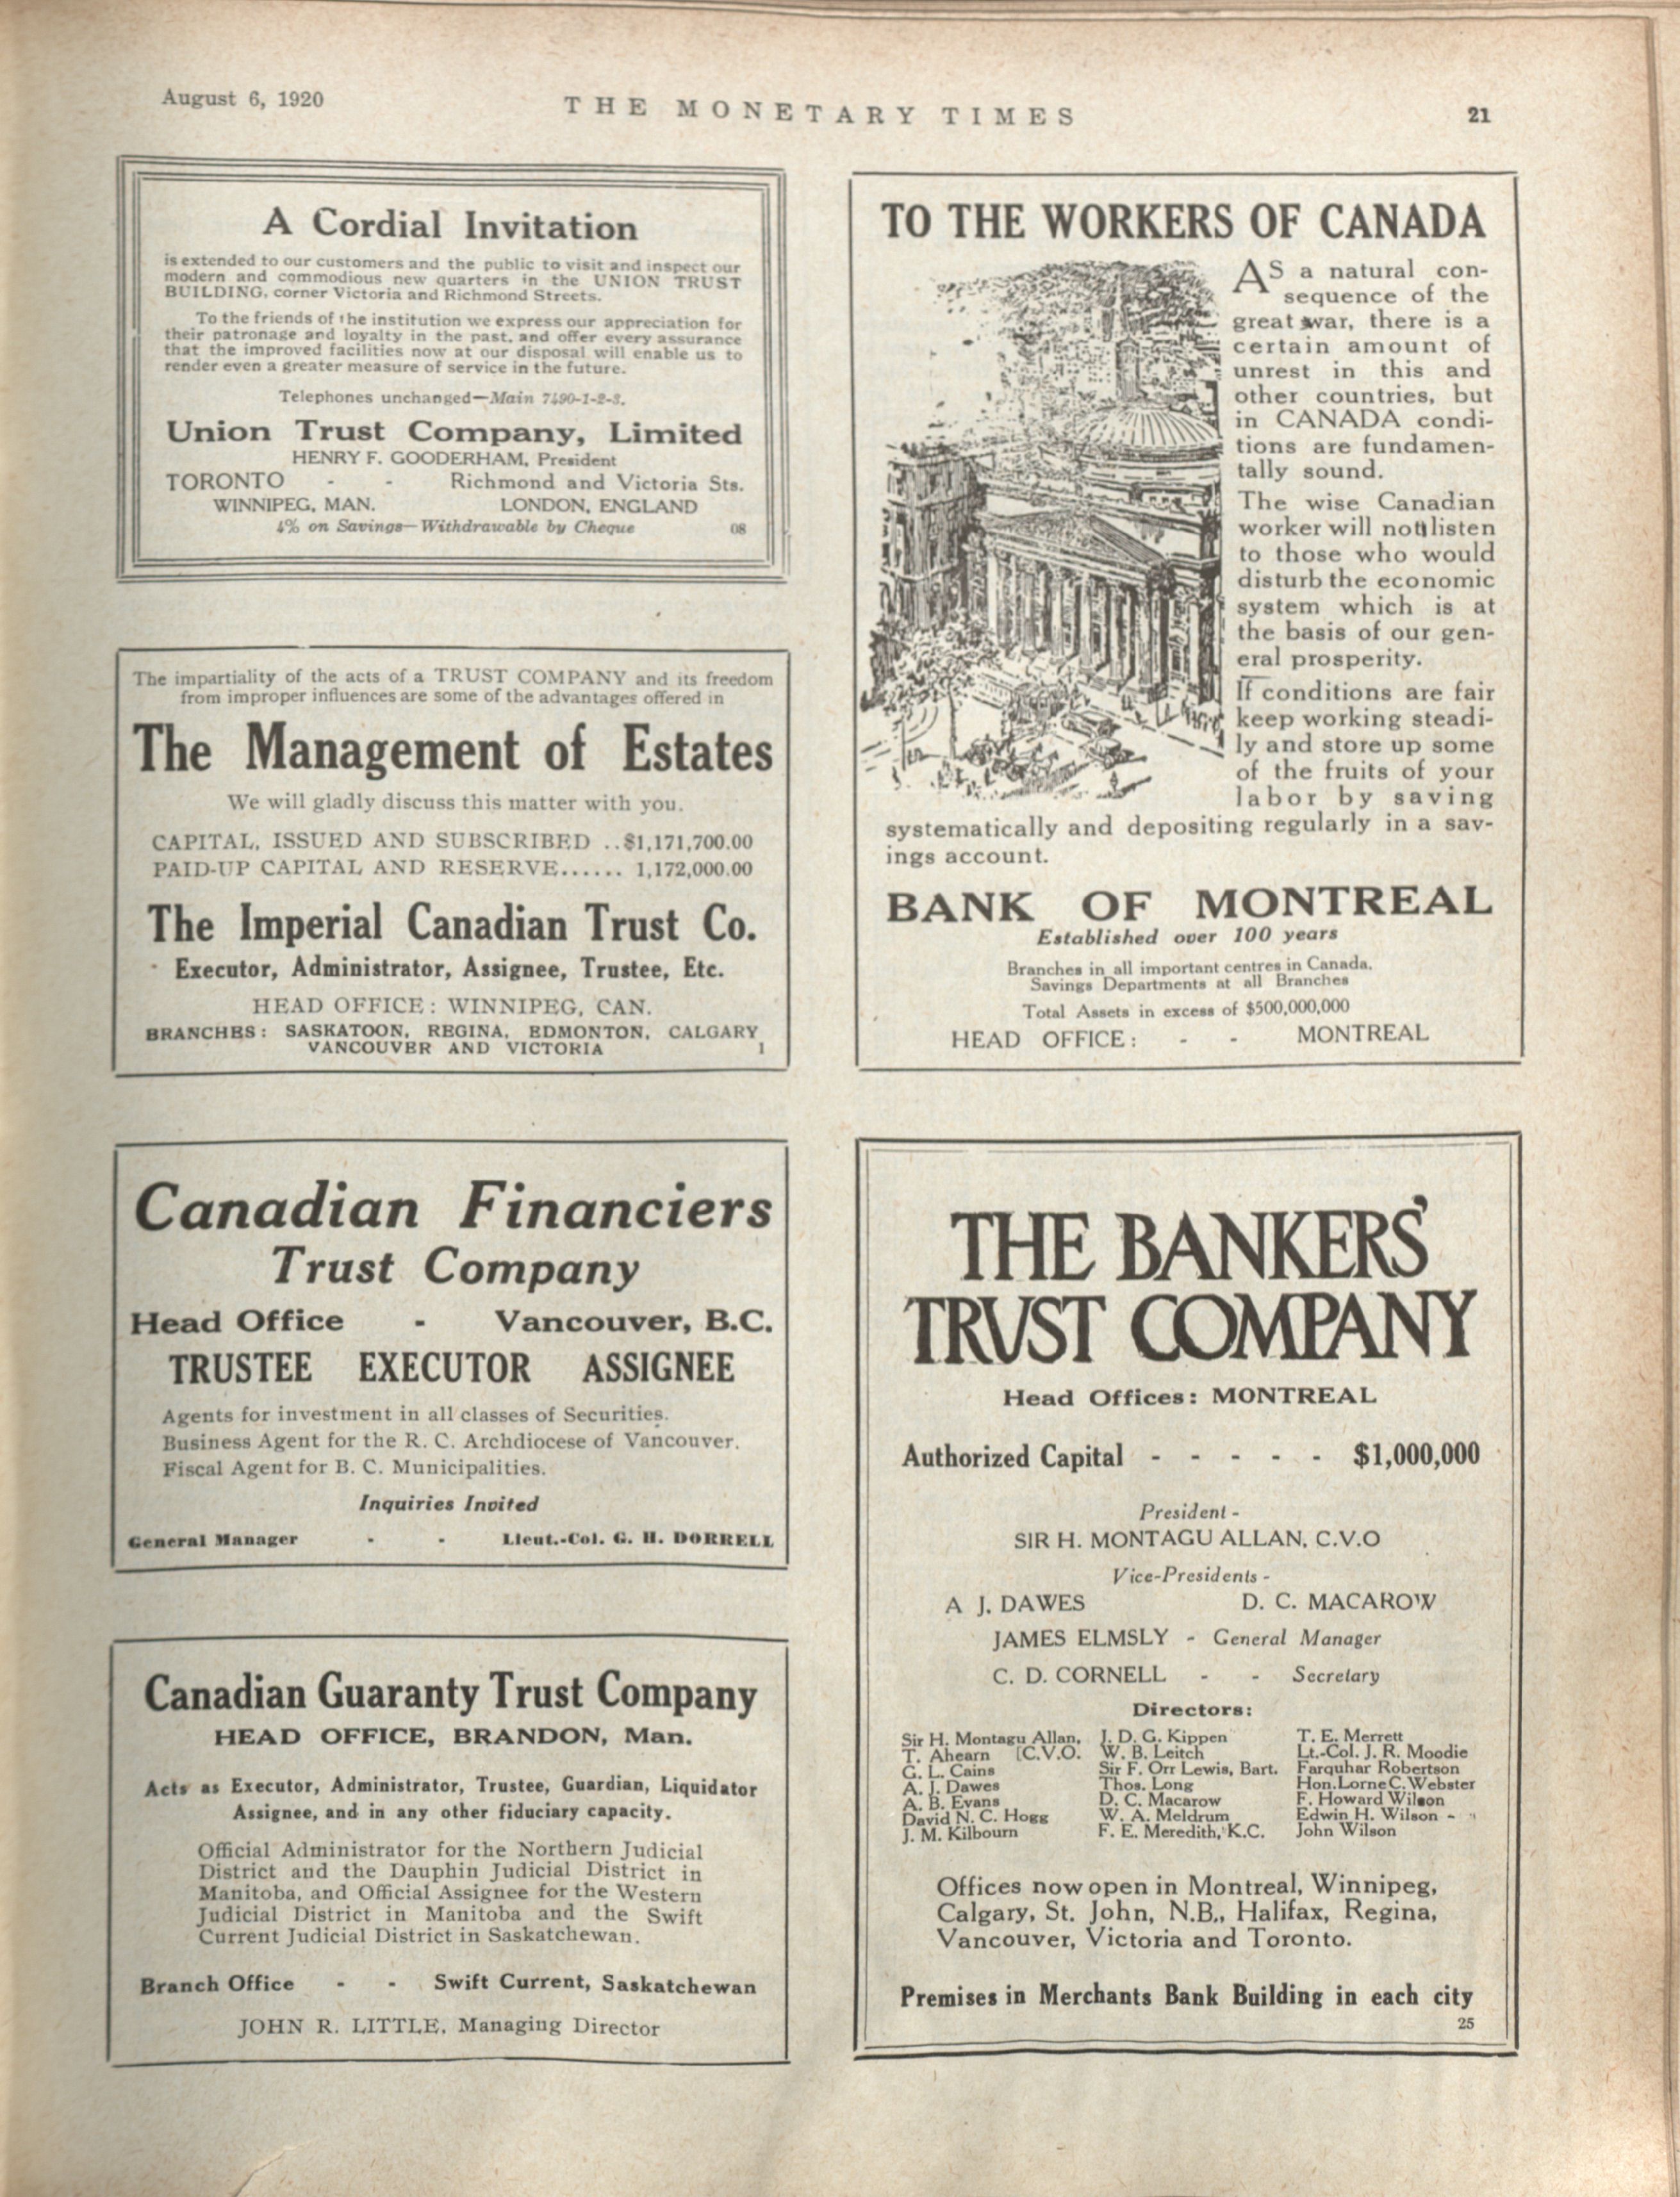 August 6, 1920
THE MONETARY TIMES
21
A Cordial Invitation
is extended to our customers and the public to visit and inspect our
modern and commodious new quarters in the UNION TRUST
BUILDING, corner Victoria and Richmond Streets.
To the friends of the institution we express our appreciation for
their patronage and loyalty in the past, and offer every assurance
that the improved facilities now at our disposal will enable us to
render even a greater measure of service in the future.
Telephones unchanged—Main 7490-1-2-3.
Union Trust Company, Limited
HENRY F. GOODERHAM, President
TORONTO - - Richmond and Victoria Sts.
WINNIPEG, MAN. LONDON, ENGLAND
4% on Savings—Withdrawable by Cheque 08
The impartiality of the acts of a TRUST COMPANY and its freedom
from improper influences are some of the advantages offered in
The Management of Estates
We will gladly discuss this matter with you.
CAPITAL, ISSUED AND SUBSCRIBED ..$1,171,700.00
PAID-UP CAPITAL AND RESERVE...... 1,172,000.00
The Imperial Canadian Trust Co.
Executor, Administrator, Assignee, Trustee, Etc.
HEAD OFFICE: WINNIPEG, CAN.
BRANCHES: SASKATOON, REGINA, EDMONTON, CALGARY
VANCOUVER AND VICTORIA 1
Canadian Financiers
Trust Company
Head Office - Vancouver, B.C.
TRUSTEE EXECUTOR ASSIGNEE
Agents for investment in all classes of Securities.
Business Agent for the R. C. Archdiocese of Vancouver.
Fiscal Agent for B. C. Municipalities.
Inquiries Invited
General Manager - - Lieut.-Col. G. H. DORRELL
Canadian Guaranty Trust Company
HEAD OFFICE, BRANDON, Man.
Acts as Executor, Administrator, Trustee, Guardian, Liquidator
Assignee, and in any other fiduciary capacity.
Official Administrator for the Northern Judicial
District and the Dauphin Judicial District in
Manitoba, and Official Assignee for the Western
Judicial District in Manitoba and the Swift
Current Judicial District in Saskatchewan.
Branch Office - - Swift Current, Saskatchewan
JOHN R. LITTLE, Managing Director
TO THE WORKERS OF CANADA
AS a natural con-
sequence of the
great war, there is a
certain amount of
unrest in this and
other countries, but
in CANADA condi-
tions are fundamen-
tally sound.
The wise Canadian
worker will not listen
to those who would
disturb the economic
system which is at
the basis of our gen-
eral prosperity.
If conditions are fair
keep working steadi-
ly and store up some
of the fruits of your
labor by saving
systematically and depositing regularly in a sav-
ings account.
BANK OF MONTREAL
Established over 100 years
Branches in all important centres in Canada.
Savings Departments at all Branches
Total Assets in excess of $500,000,000
HEAD OFFICE: - - MONTREAL
THE BANKERS'
TRVST COMPANY
Head Offices: MONTREAL
Authorized Capital - - - - - $1,000,000
President -
SIR H. MONTAGU ALLAN, C.V.O
Vice-Presidents -
A J. DAWES D. C. MACAROW
JAMES ELMSLY - General Manager
C. D. CORNELL - - Secretary
Directors:
Sir H. Montagu Allan, J. D. G. Kippen T. E. Merrett
T. Ahearn [C.V.O. W. B. Leitch Lt.-Col. J. R. Moodie
G. L. Cains Sir F. Orr Lewis, Bart. Farquhar Robertson
A. J. Dawes Thos. Long Hon. Lorne C. Webster
A. B. Evans D. C. Macarow F. Howard Wilson
David N. C. Hogg W. A. Meldrum Edwin H. Wilson -
J. M. Kilbourn F. E. Meredith, K.C. John Wilson
Offices now open in Montreal, Winnipeg,
Calgary, St. John, N.B., Halifax, Regina,
Vancouver, Victoria and Toronto.
Premises in Merchants Bank Building in each city
25